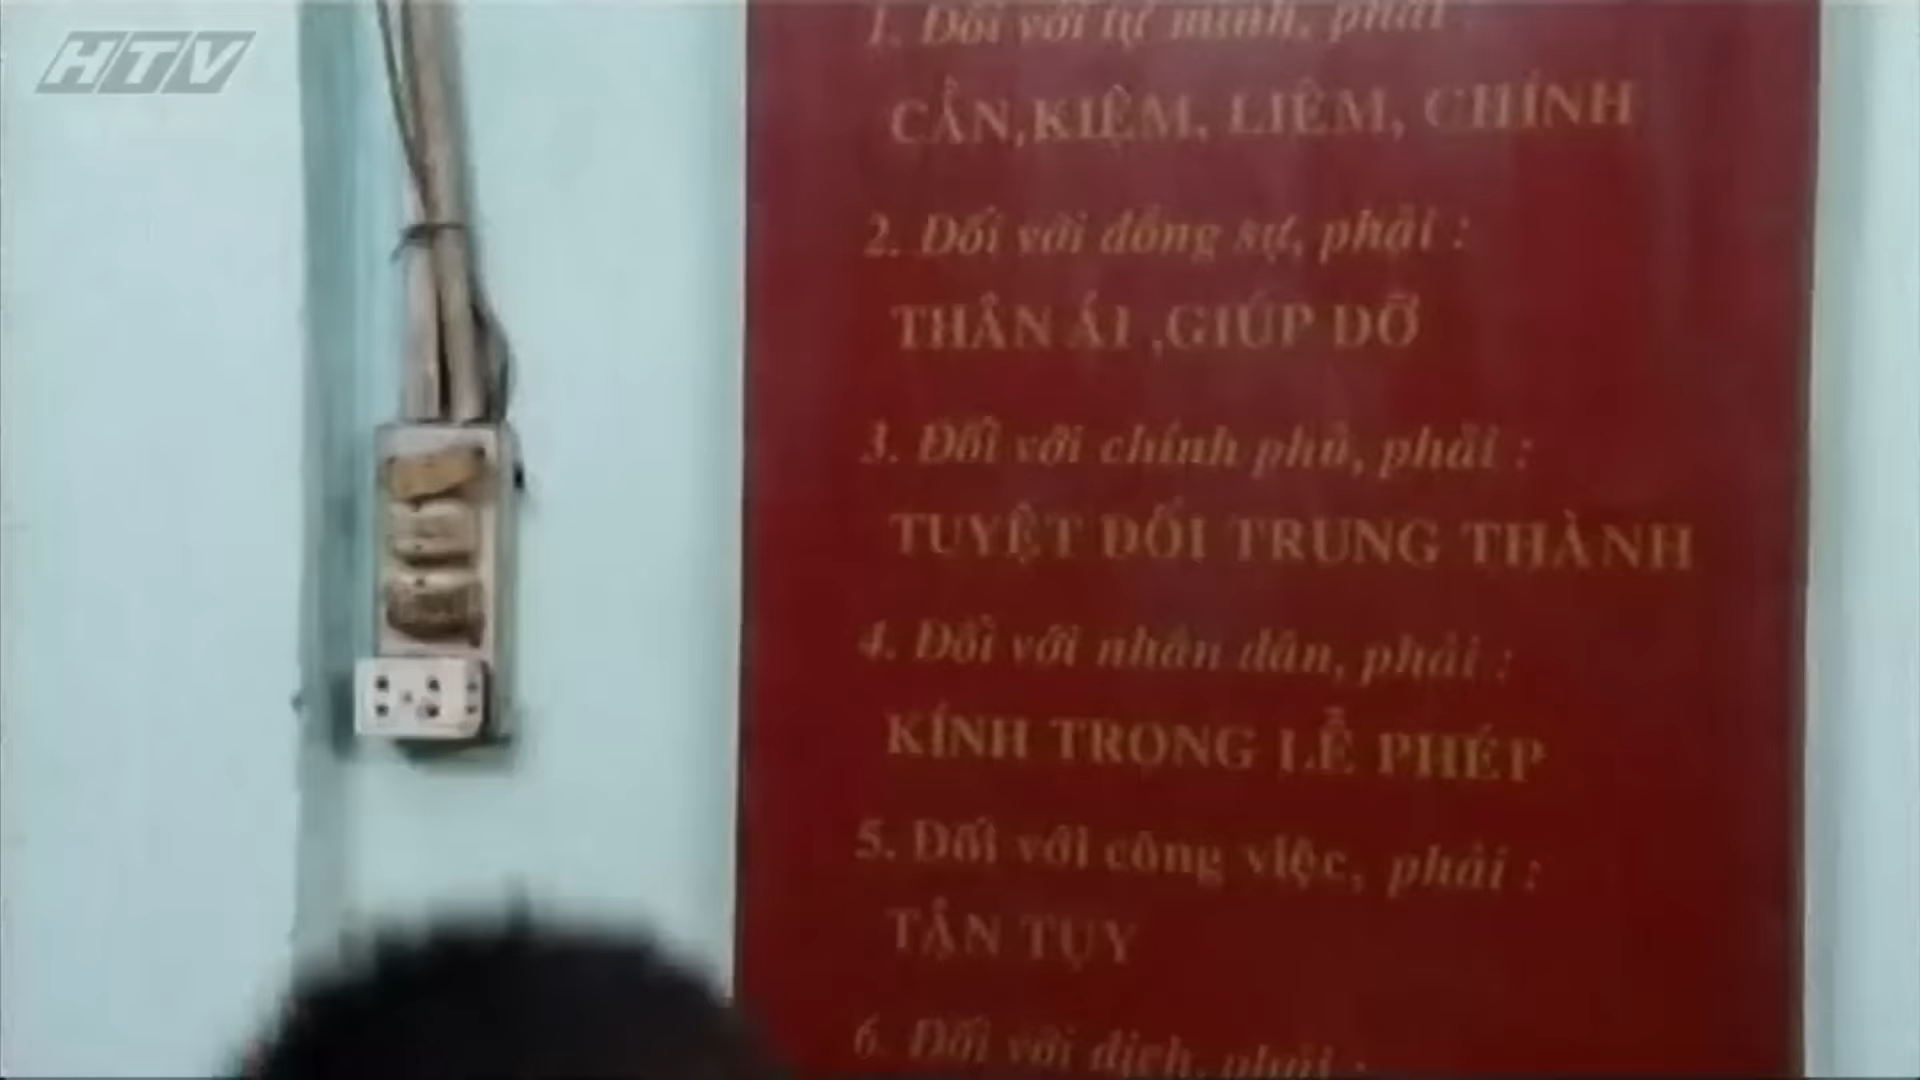 HTV
1. Đối với tự mình, phải :
CẦN,KIỆM, LIÊM, CHÍNH
2. Đối với đồng sự, phải :
THÂN ÁI ,GIÚP ĐỠ
3. Đối với chính phủ, phải :
TUYỆT ĐỐI TRUNG THÀNH
4. Đối với nhân dân, phải :
KÍNH TRỌNG LỄ PHÉP
5. Đối với công việc, phải :
TẬN TỤY
6. Đối với địch, phải :